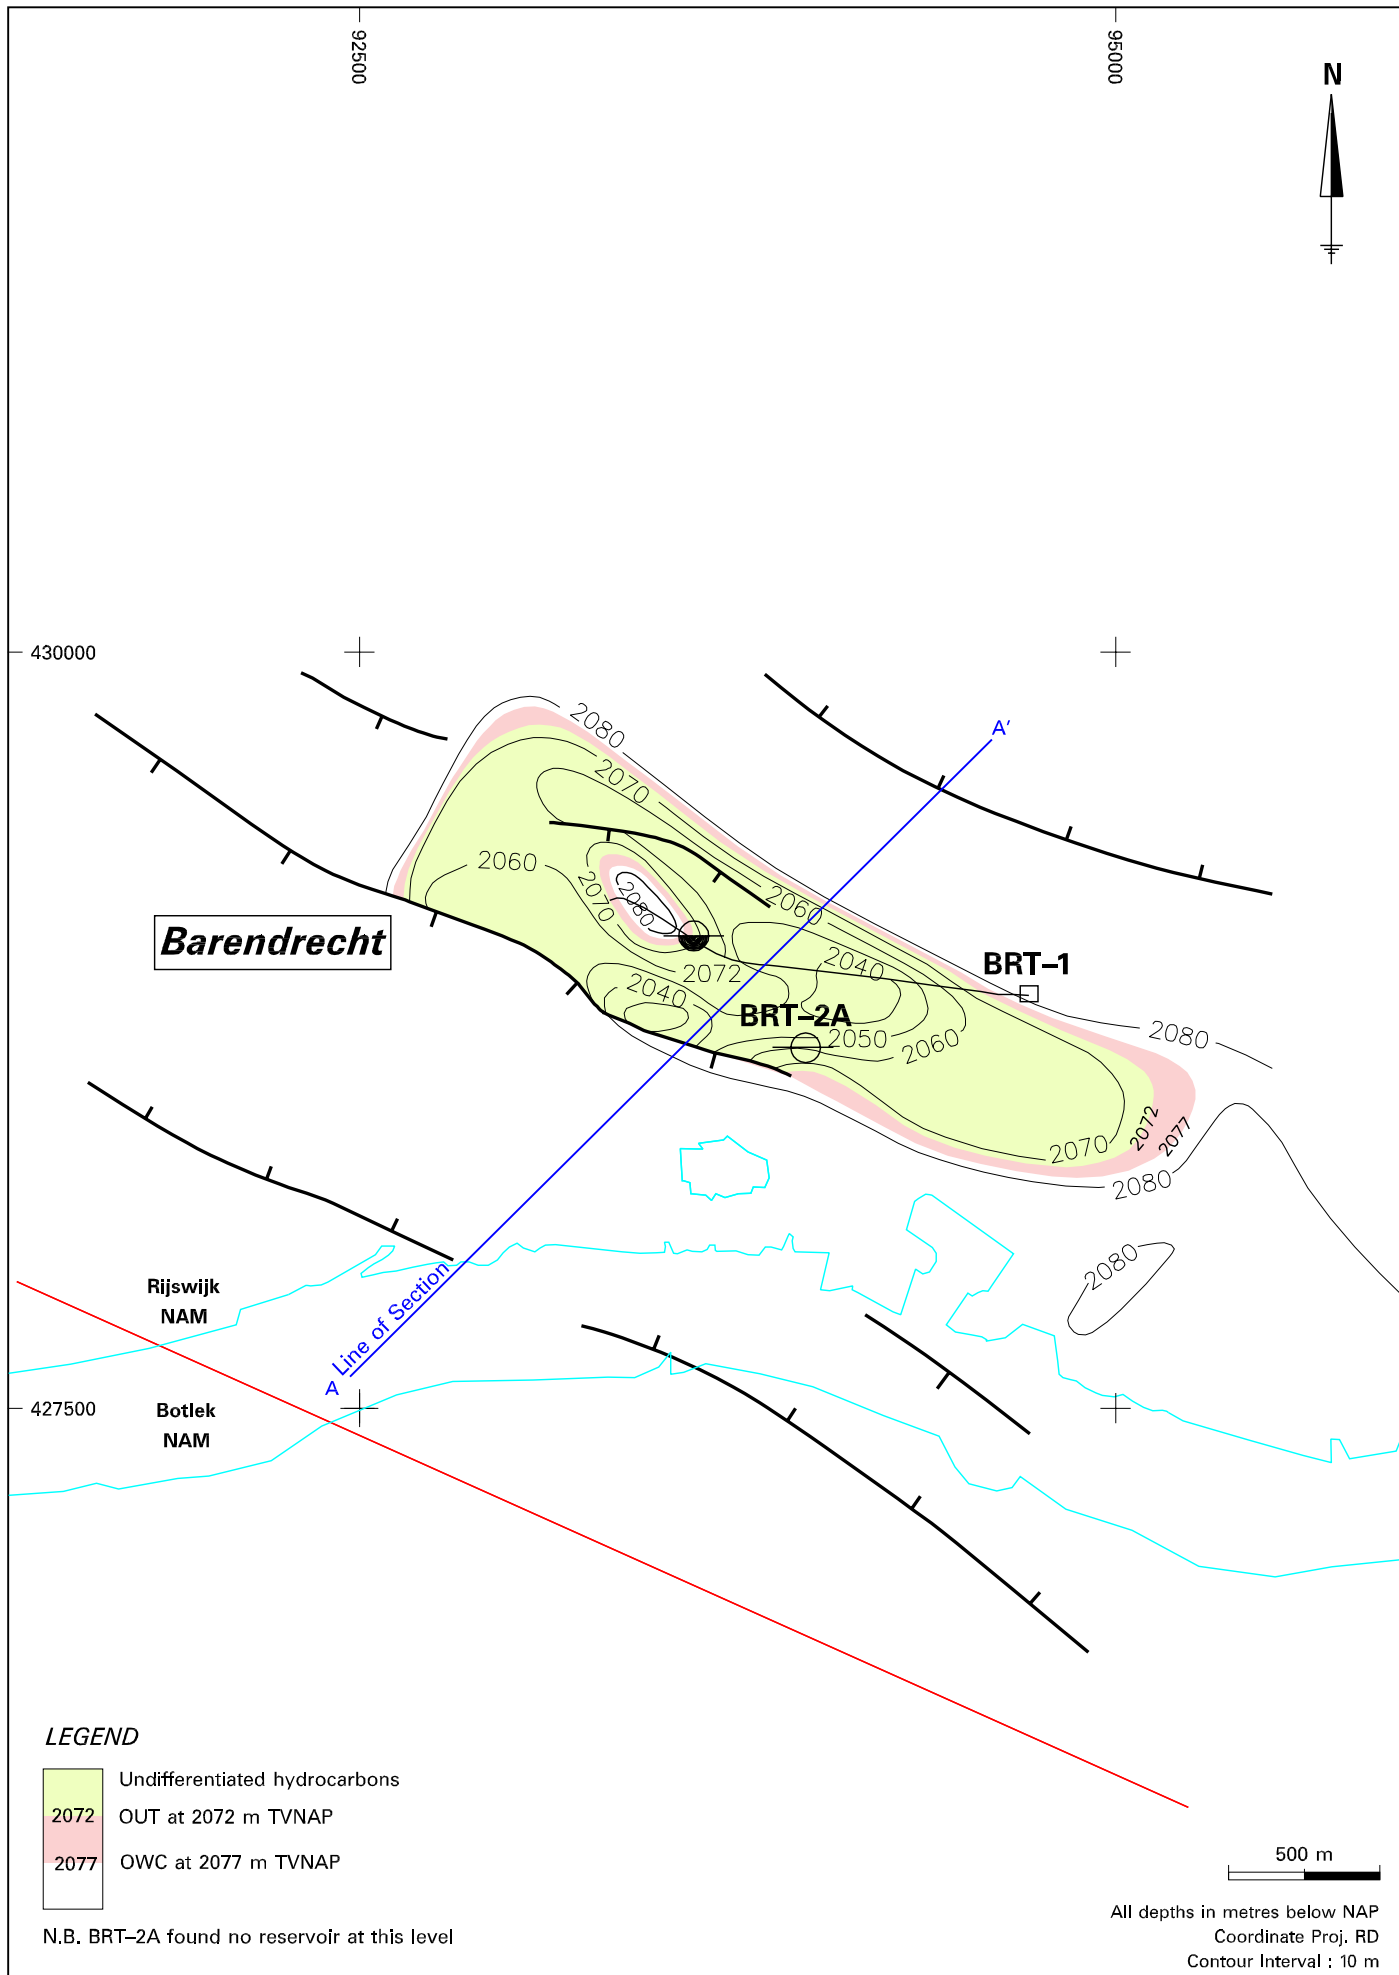 92500
95000
N
430000
A'
2080
2070
2060
2060
2070
2080
Barendrecht
BRT–1
2040
2072
2040
BRT–2A
2050
2060
2080
2072
2077
2070
2080
2080
Rijswijk
NAM
Line of Section
A
427500
Botlek
NAM
LEGEND
Undifferentiated hydrocarbons
2072 OUT at 2072 m TVNAP
2077 OWC at 2077 m TVNAP
N.B. BRT–2A found no reservoir at this level
500 m
All depths in metres below NAP
Coordinate Proj. RD
Contour Interval : 10 m